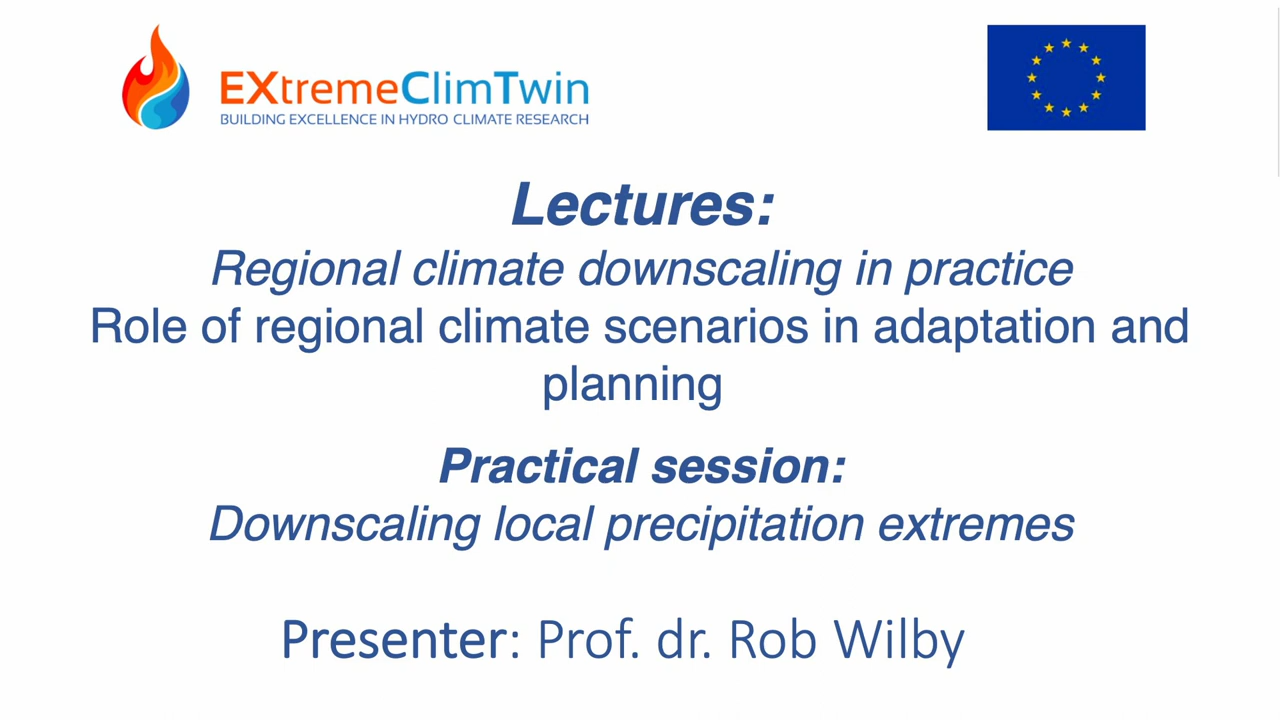 EXtremeClimTwin
BUILDING EXCELLENCE IN HYDRO CLIMATE RESEARCH
Lectures:
Regional climate downscaling in practice
Role of regional climate scenarios in adaptation and
planning
Practical session:
Downscaling local precipitation extremes
Presenter: Prof. dr. Rob Wilby